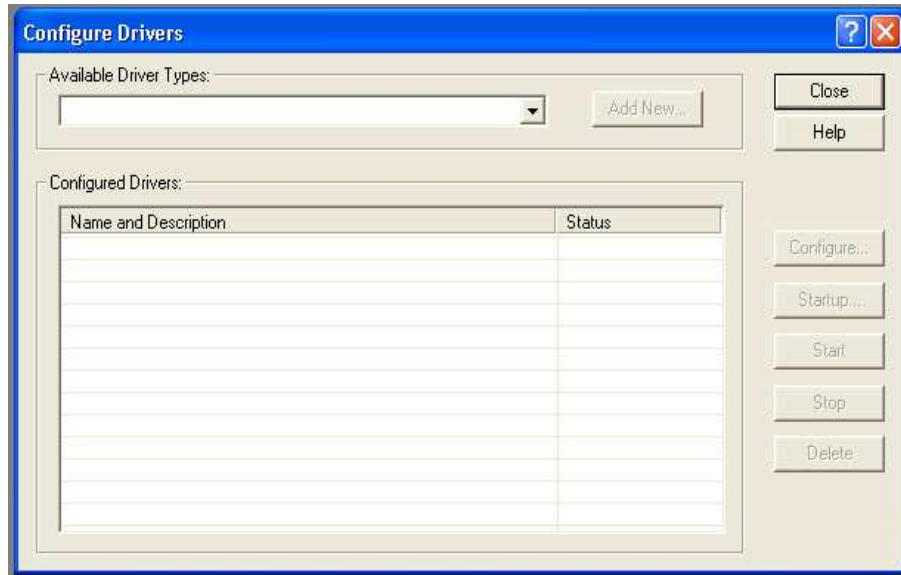 Configure Drivers
Available Driver Types:
Add New...
Close
Help
Configured Drivers:
Name and Description
Status
Configure...
Startup...
Start
Stop
Delete